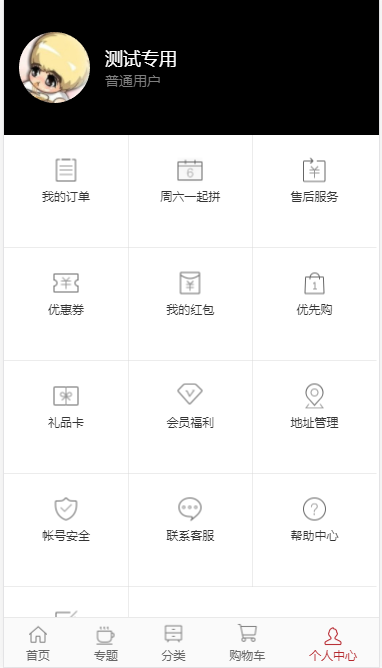 测试专用
普通用户
我的订单 周六一起拼 售后服务
优惠券 我的红包 优先购
礼品卡 会员福利 地址管理
帐号安全 联系客服 帮助中心
首页 专题 分类 购物车 个人中心